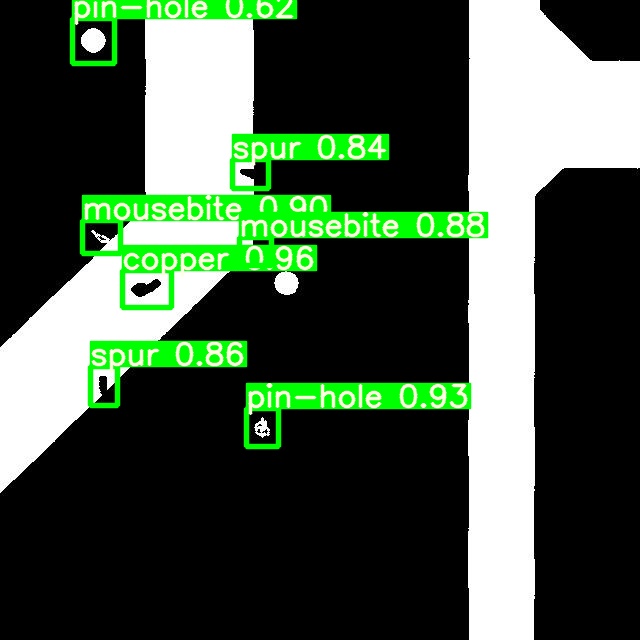 pin-hole 0.62
spur 0.84
mousebite 0.90
mousebite 0.88
copper 0.96
spur 0.86
pin-hole 0.93